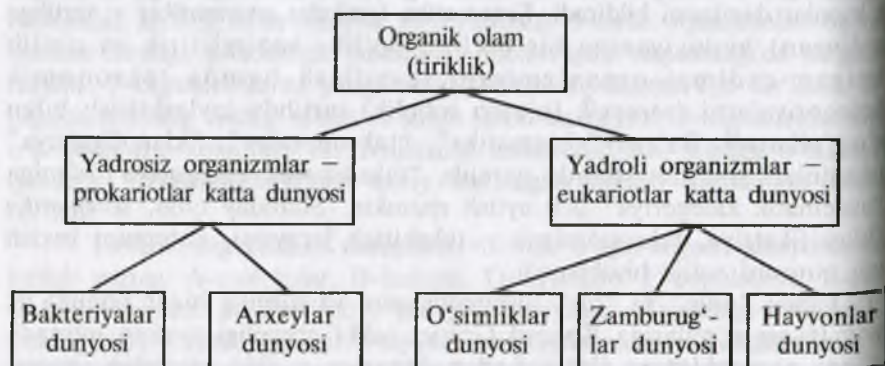 Organik olam
(tiriklik)
Yadrosiz organizmlar —
prokariotlar katta dunyosi
Yadroli organizmlar —
eukariotlar katta dunyosi
Bakteriyalar
dunyosi
Arxeylar
dunyosi
O‘simliklar
dunyosi
Zamburug‘-
lar dunyosi
Hayvonlar
dunyosi